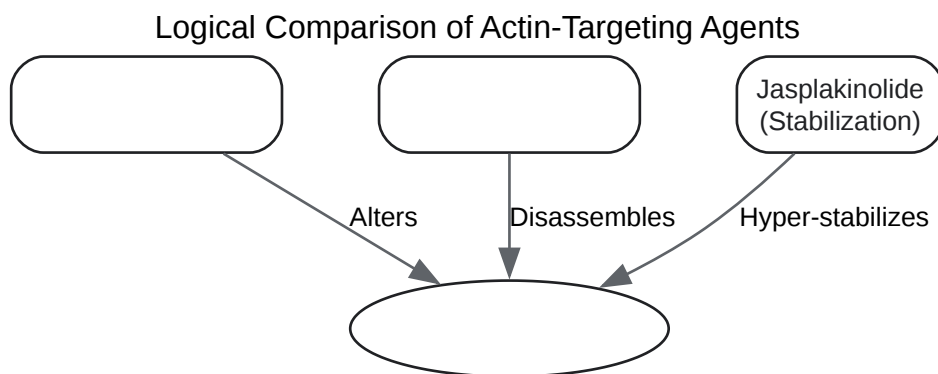 Logical Comparison of Actin-Targeting Agents
Jasplakinolide
(Stabilization)
Alters
Disassembles
Hyper-stabilizes